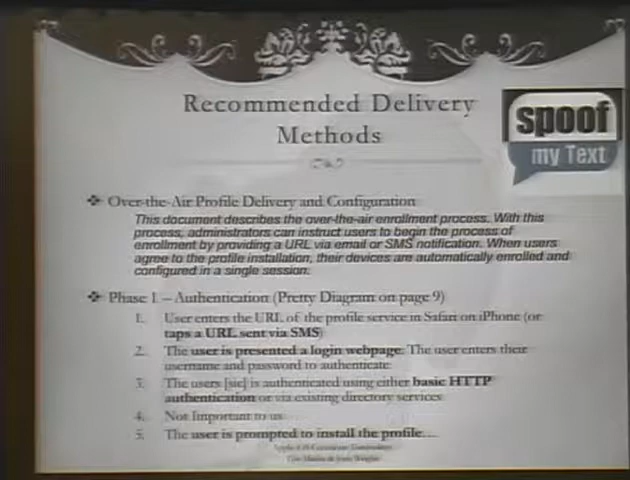 Recommended Delivery
Methods
spoof
my Text
Over-the-Air Profile Delivery and Configuration
This document describes the over-the-air enrollment process. With this
process, administrators can instruct users to begin the process of
enrollment by providing a URL via email or SMS notification. When users
agree to the profile installation, their devices are automatically enrolled and
configured in a single session.
Phase 1 – Authentication (Pretty Diagram on page 9)
1. User enters the URL of the profile service in Safari on iPhone (or
taps a URL sent via SMS)
2. The user is presented a login webpage. The user enters their
username and password to authenticate
3. The users [sic] is authenticated using either basic HTTP
authentication or via existing directory services
4. Not Important to us
5. The user is prompted to install the profile…